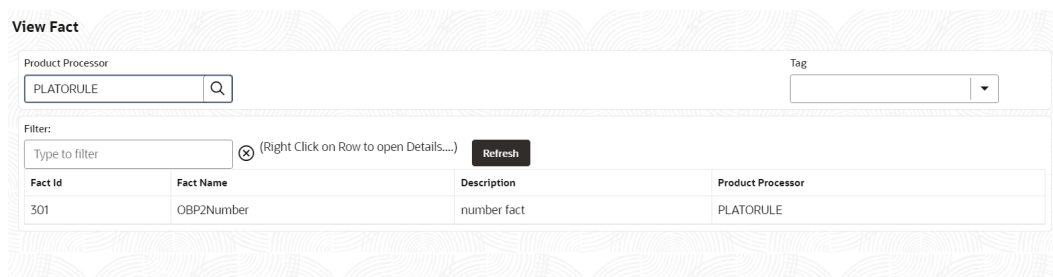 View Fact
Product Processor
Tag
PLATORULE
Filter:
Type to filter
(Right Click on Row to open Details....)
Refresh
Fact Id Fact Name Description Product Processor
301 OBP2Number number fact PLATORULE